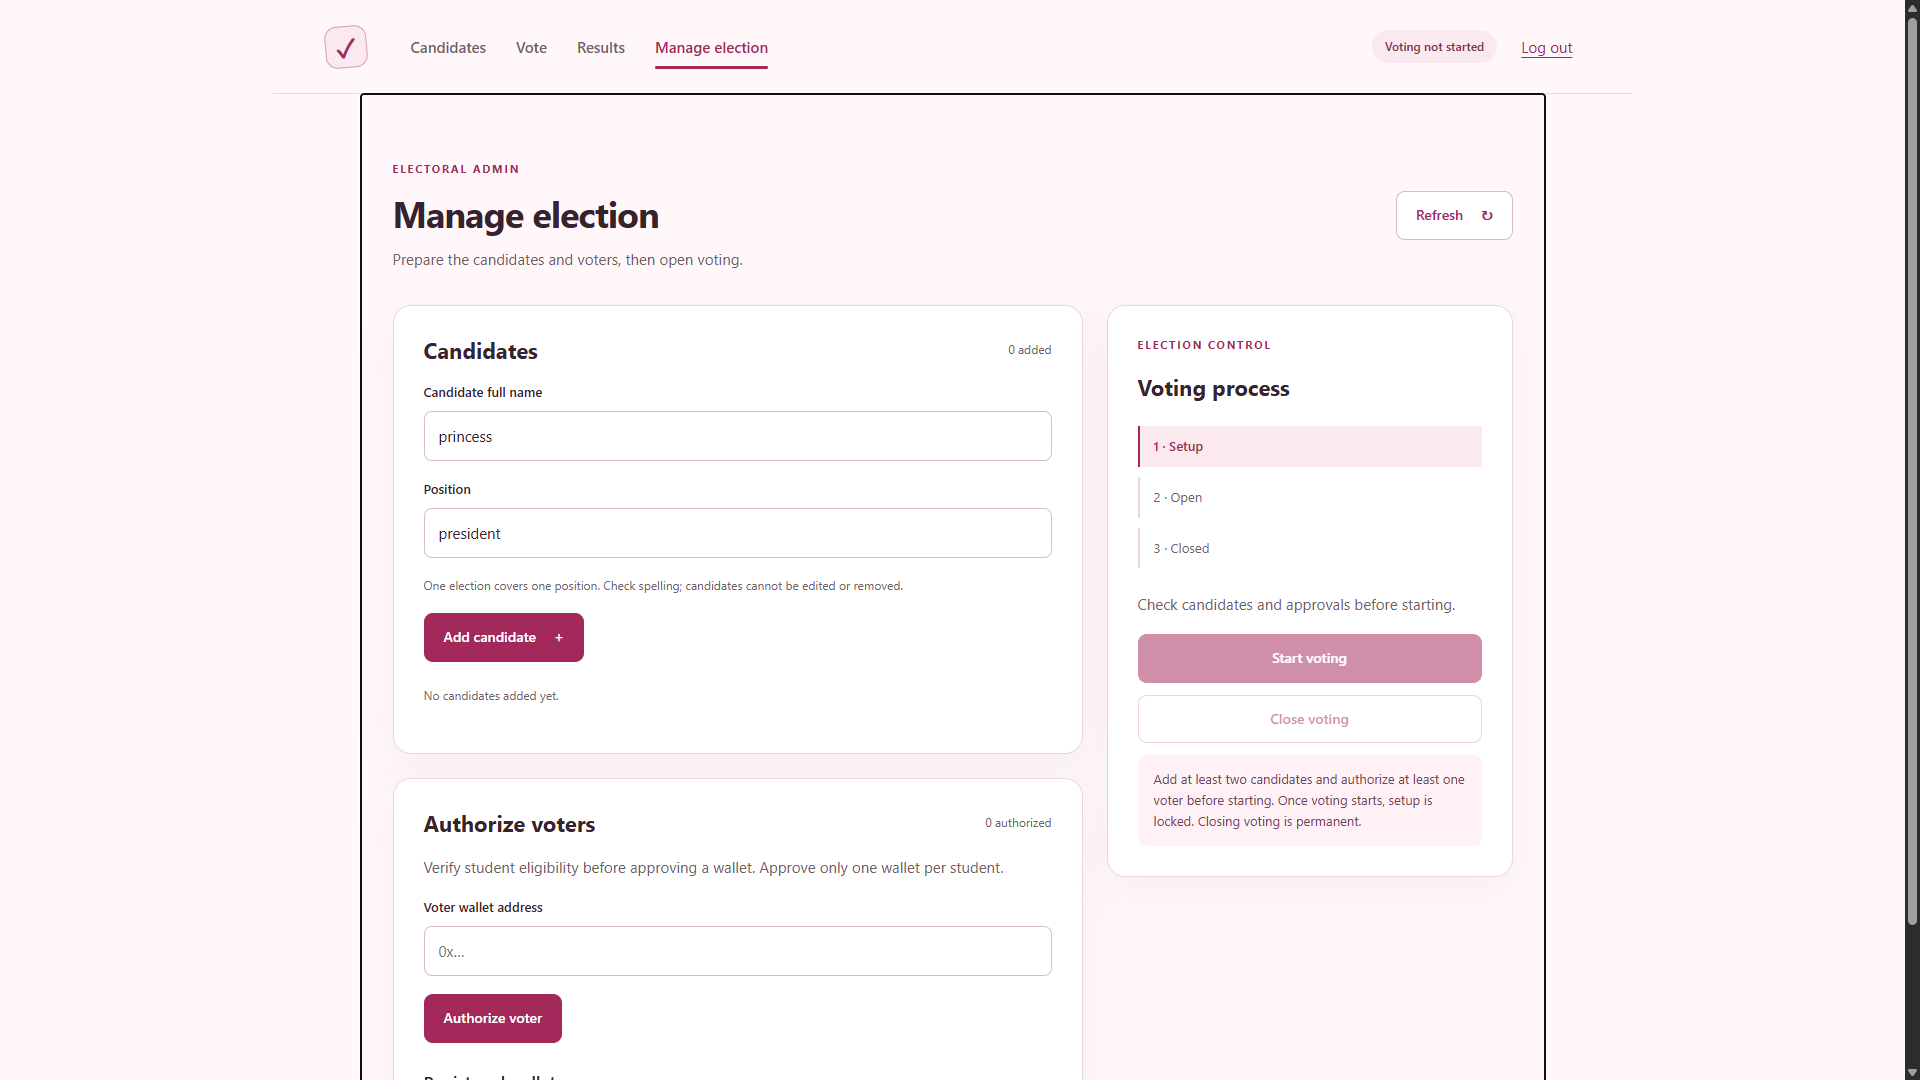 Candidates
Vote
Results
Manage election
Voting not started
Log out
ELECTORAL ADMIN
Manage election
Refresh ↻
Prepare the candidates and voters, then open voting.
Candidates
0 added
Candidate full name
princess
Position
president
One election covers one position. Check spelling; candidates cannot be edited or removed.
Add candidate +
No candidates added yet.
Authorize voters
0 authorized
Verify student eligibility before approving a wallet. Approve only one wallet per student.
Voter wallet address
0x...
Authorize voter
ELECTION CONTROL
Voting process
1 · Setup
2 · Open
3 · Closed
Check candidates and approvals before starting.
Start voting
Close voting
Add at least two candidates and authorize at least one
voter before starting. Once voting starts, setup is
locked. Closing voting is permanent.